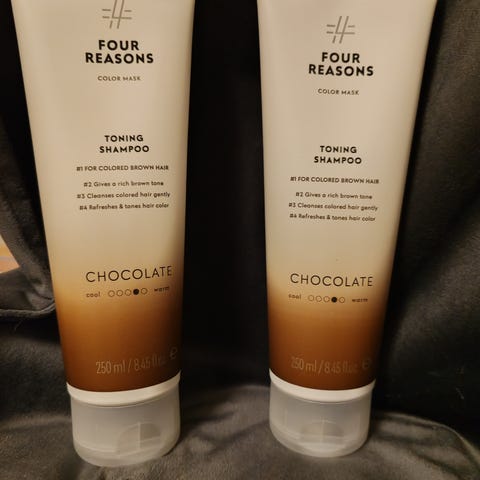 #4
FOUR
REASONS
COLOR MASK
TONING
SHAMPOO
#1 FOR COLORED BROWN HAIR
#2 Gives a rich brown tone
#3 Cleanses colored hair gently
#4 Refreshes & tones hair color
CHOCOLATE
cool warm
250 ml / 8.45 fl.oz. ℮
#4
FOUR
REASONS
COLOR MASK
TONING
SHAMPOO
#1 FOR COLORED BROWN HAIR
#2 Gives a rich brown tone
#3 Cleanses colored hair gently
#4 Refreshes & tones hair color
CHOCOLATE
cool warm
250 ml / 8.45 fl.oz. ℮